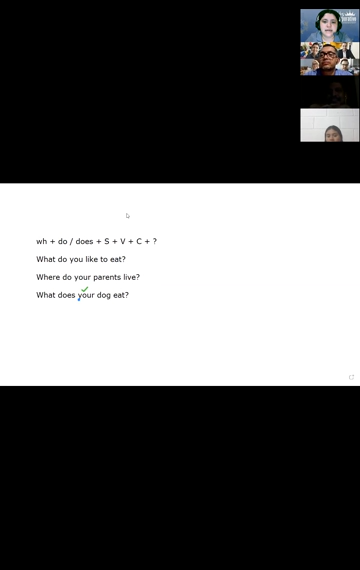 wh + do / does + S + V + C + ?
What do you like to eat?
Where do your parents live?
What does your dog eat?